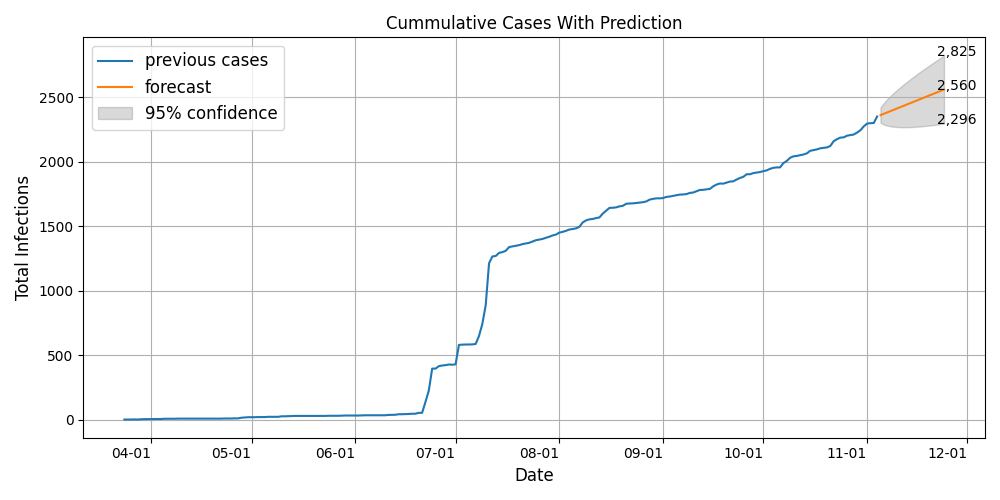 Cummulative Cases With Prediction
previous cases
forecast
95% confidence
2,825
2,560
2,296
2500
2000
1500
1000
500
0
Total Infections
04-01 05-01 06-01 07-01 08-01 09-01 10-01 11-01 12-01
Date